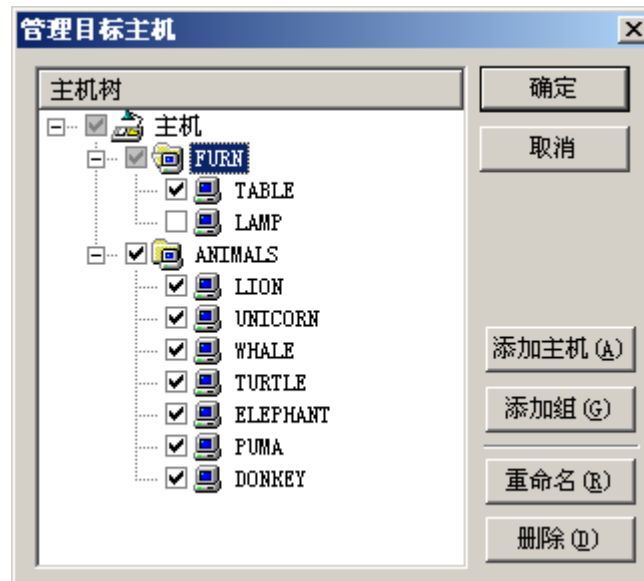 管理目标主机
主机树
主机
FURN
TABLE
LAMP
ANIMALS
LION
UNICORN
WHALE
TURTLE
ELEPHANT
PUMA
DONKEY
确定
取消
添加主机(A)
添加组(G)
重命名(R)
删除(D)